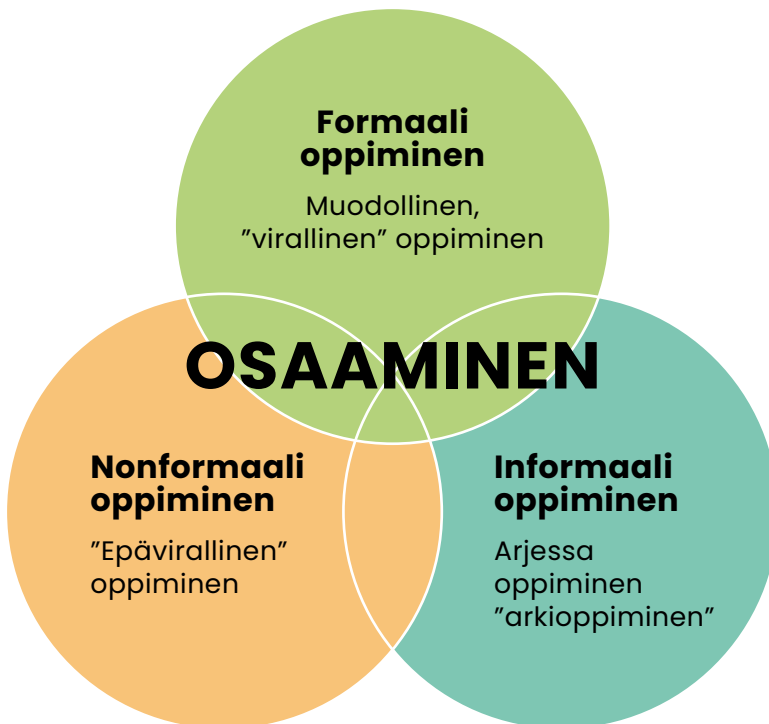 Formaali
oppiminen
Muodollinen,
”virallinen” oppiminen
OSAAMINEN
Nonformaali
oppiminen
”Epävirallinen”
oppiminen
Informaali
oppiminen
Arjessa
oppiminen
”arkioppiminen”